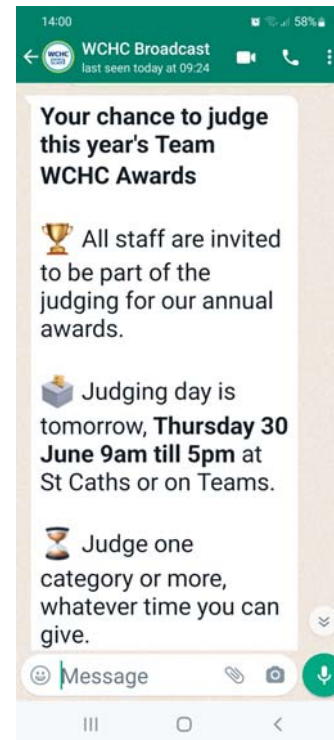 14:00
58%
WCHC Broadcast
last seen today at 09:24
Your chance to judge
this year's Team
WCHC Awards
All staff are invited
to be part of the
judging for our annual
awards.
Judging day is
tomorrow, Thursday 30
June 9am till 5pm at
St Caths or on Teams.
Judge one
category or more,
whatever time you can
give.
Message